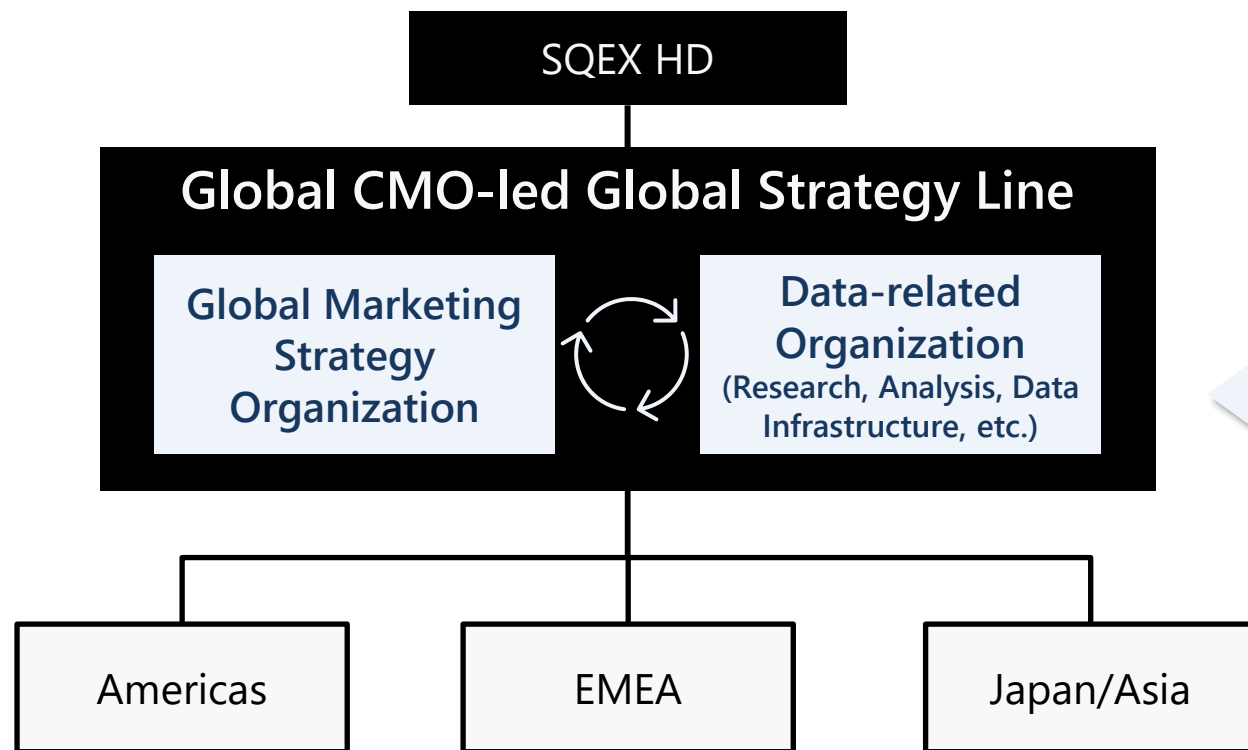 SQEX HD
Global CMO-led Global Strategy Line
Global Marketing
Strategy
Organization
Data-related
Organization
(Research, Analysis, Data
Infrastructure, etc.)
Americas
EMEA
Japan/Asia